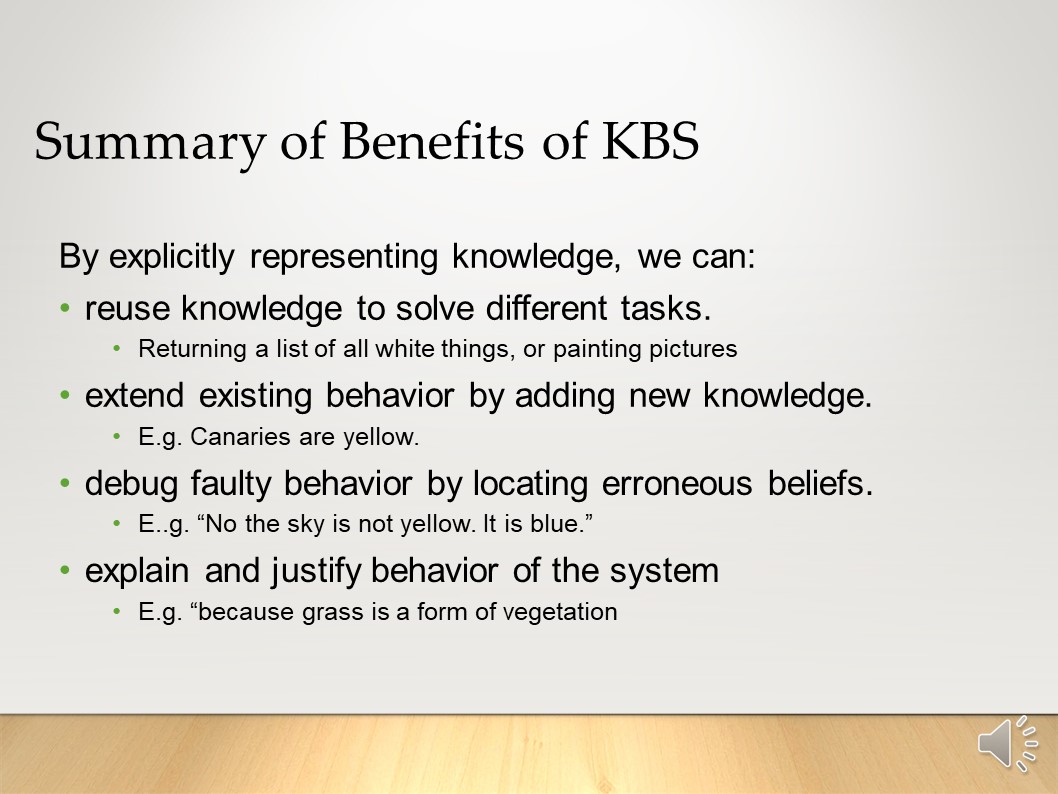 Summary of Benefits of KBS
By explicitly representing knowledge, we can:
• reuse knowledge to solve different tasks.
• Returning a list of all white things, or painting pictures
• extend existing behavior by adding new knowledge.
• E.g. Canaries are yellow.
• debug faulty behavior by locating erroneous beliefs.
• E..g. “No the sky is not yellow. It is blue.”
• explain and justify behavior of the system
• E.g. “because grass is a form of vegetation